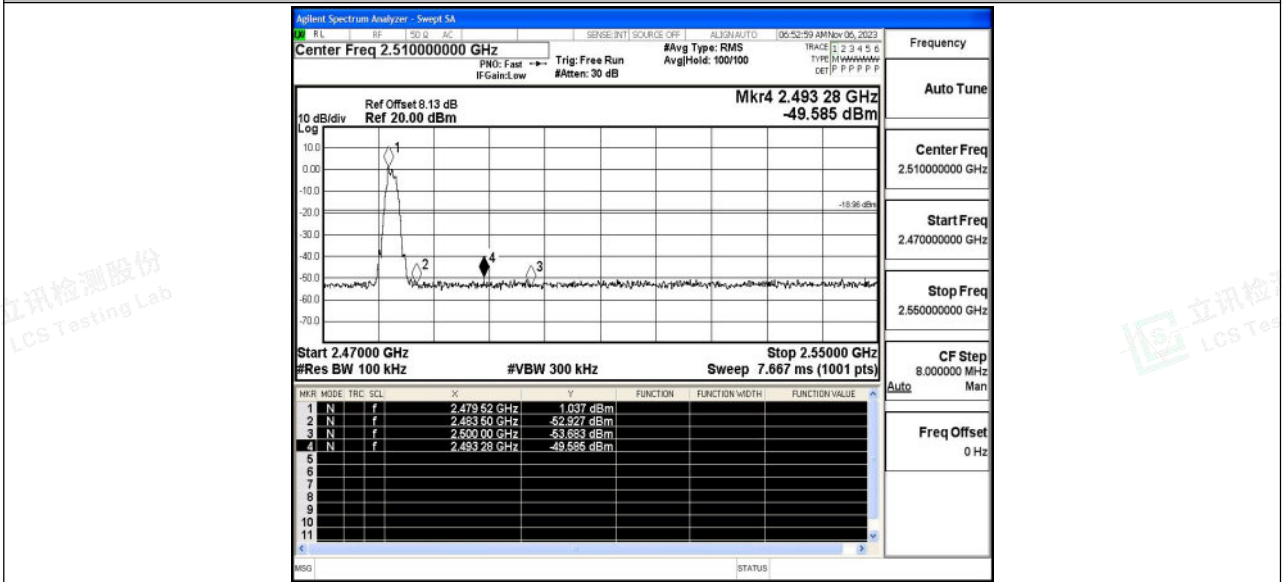 Agilent Spectrum Analyzer - Swept SA
RL RF 50 Ω AC SENSE:INT SOURCE OFF ALIGN AUTO 06:52:59 AM Nov 06, 2023
Center Freq 2.510000000 GHz
PNO: Fast
IFGain:Low
Trig: Free Run
#Atten: 30 dB
#Avg Type: RMS
Avg|Hold: 100/100
TRACE 1 2 3 4 5 6
TYPE M WWWWW
DET P P P P P P
Frequency
Auto Tune
Center Freq
2.510000000 GHz
Start Freq
2.470000000 GHz
Stop Freq
2.550000000 GHz
CF Step
8.000000 MHz
Auto Man
Freq Offset
0 Hz
Mkr4 2.493 28 GHz
-49.585 dBm
Ref Offset 8.13 dB
10 dB/div Ref 20.00 dBm
Log
10.0
0.00
-10.0
-20.0
-30.0
-40.0
-50.0
-60.0
-70.0
1
2
4
3
-18.96 dBm
Start 2.47000 GHz Stop 2.55000 GHz
#Res BW 100 kHz #VBW 300 kHz Sweep 7.667 ms (1001 pts)
MKR MODE TRC SCL X Y FUNCTION FUNCTION WIDTH FUNCTION VALUE
1 N f 2.479 52 GHz 1.037 dBm
2 N f 2.483 50 GHz -52.927 dBm
3 N f 2.500 00 GHz -53.683 dBm
4 N f 2.493 28 GHz -49.585 dBm
5
6
7
8
9
10
11
MSG STATUS
立讯检测股份
LCS Testing Lab
LCS
立讯检
LCS Tes